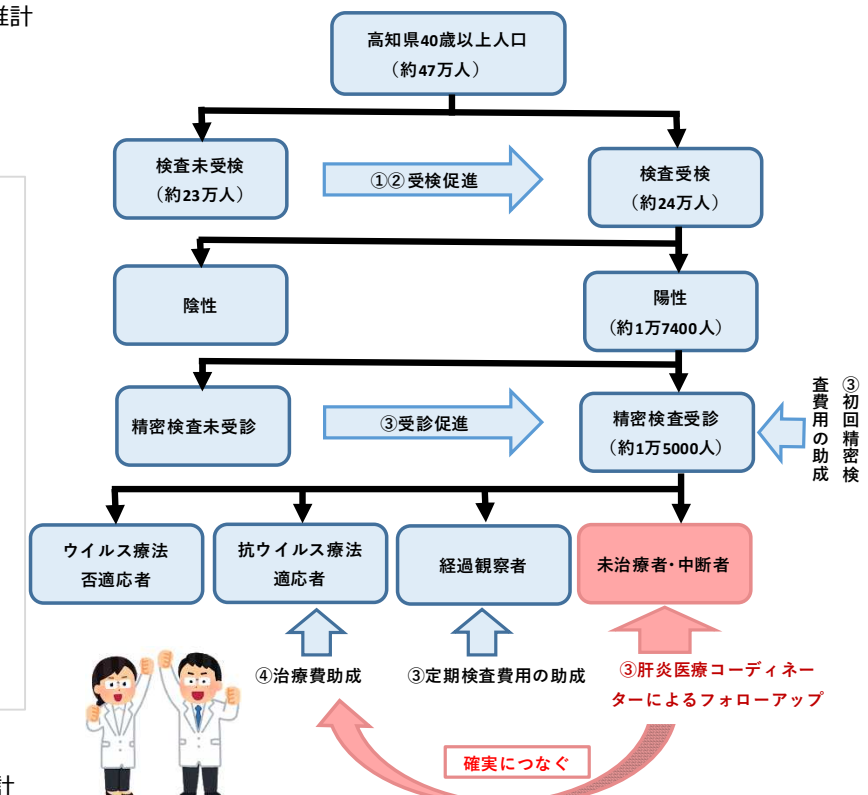 推計
高知県40歳以上人口
（約47万人）
検査未受検
（約23万人）
①②受検促進
検査受検
（約24万人）
陰性
陽性
（約1万7400人）
精密検査未受診
③受診促進
精密検査受診
（約1万5000人）
③初回精密検
査費用の助成
ウイルス療法
否適応者
抗ウイルス療法
適応者
経過観察者
未治療者・中断者
④治療費助成
③定期検査費用の助成
③肝炎医療コーディネー
ターによるフォローアップ
確実につなぐ
計